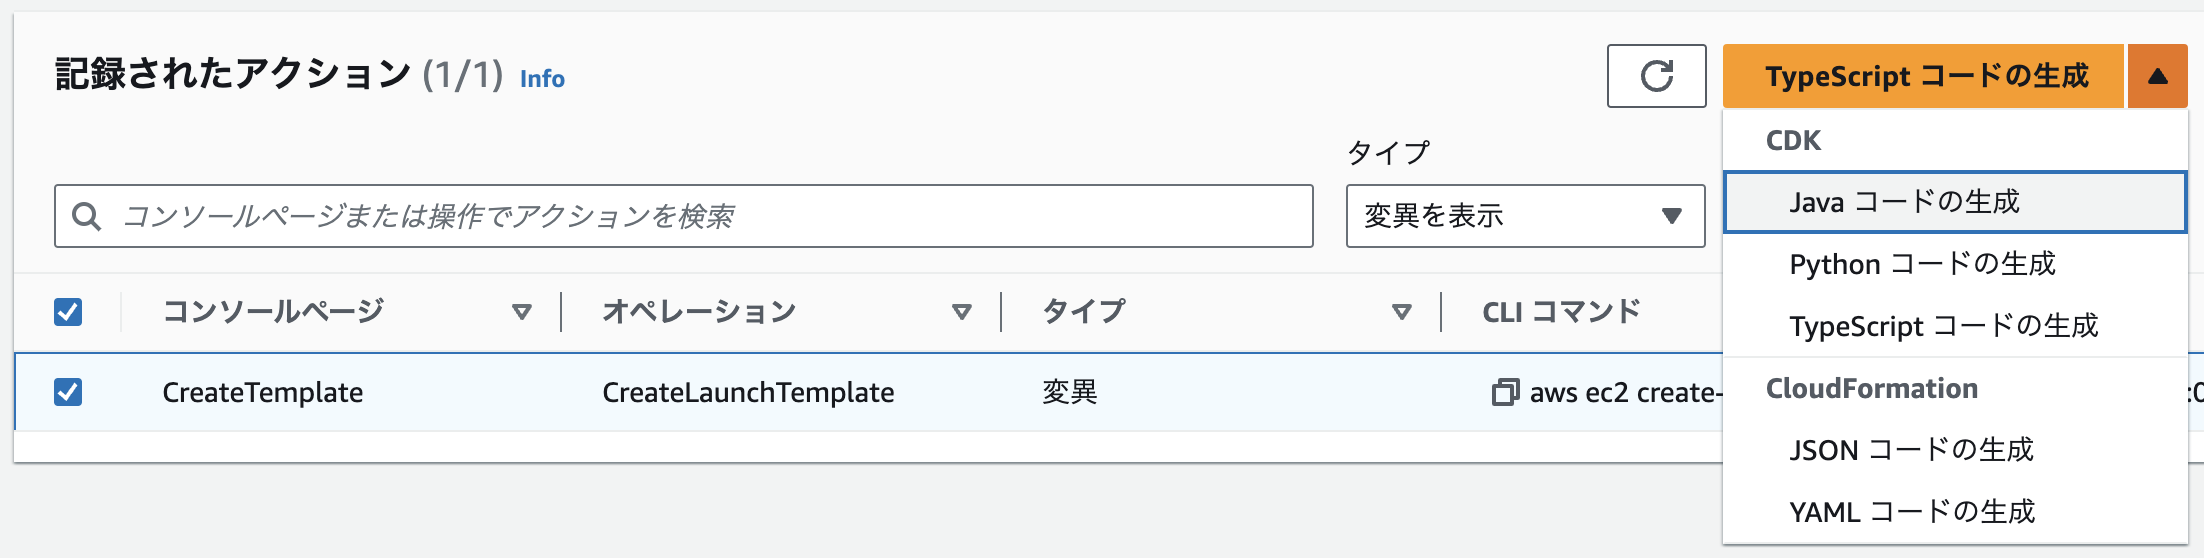 記録されたアクション (1/1) Info
TypeScript コードの生成
CDK
Java コードの生成
Python コードの生成
TypeScript コードの生成
CloudFormation
JSON コードの生成
YAML コードの生成
タイプ
コンソールページまたは操作でアクションを検索
変異を表示
コンソールページ オペレーション タイプ CLI コマンド
CreateTemplate CreateLaunchTemplate 変異 aws ec2 create-